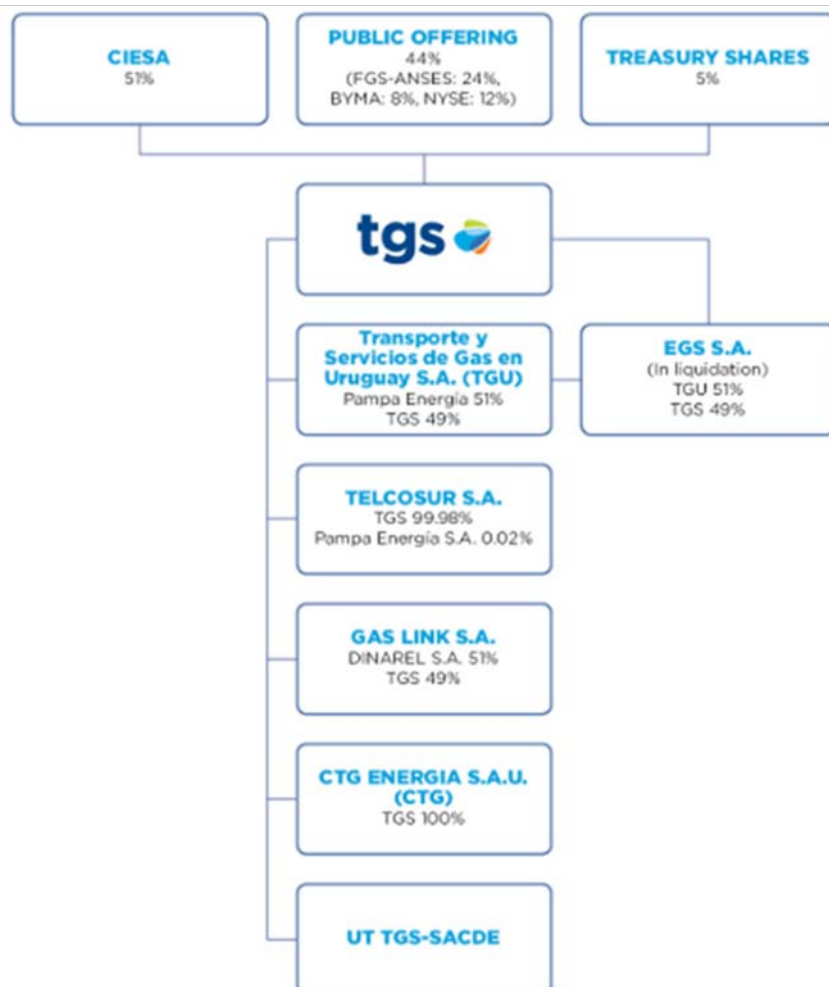 CIESA
51%
PUBLIC OFFERING
44%
(FGS-ANSES: 24%,
BYMA: 8%, NYSE: 12%)
TREASURY SHARES
5%
tgs
Transporte y
Servicios de Gas en
Uruguay S.A. (TGU)
Pampa Energía 51%
TGS 49%
EGS S.A.
(In liquidation)
TGU 51%
TGS 49%
TELCOSUR S.A.
TGS 99.98%
Pampa Energía S.A. 0.02%
GAS LINK S.A.
DINAREL S.A. 51%
TGS 49%
CTG ENERGIA S.A.U.
(CTG)
TGS 100%
UT TGS-SACDE